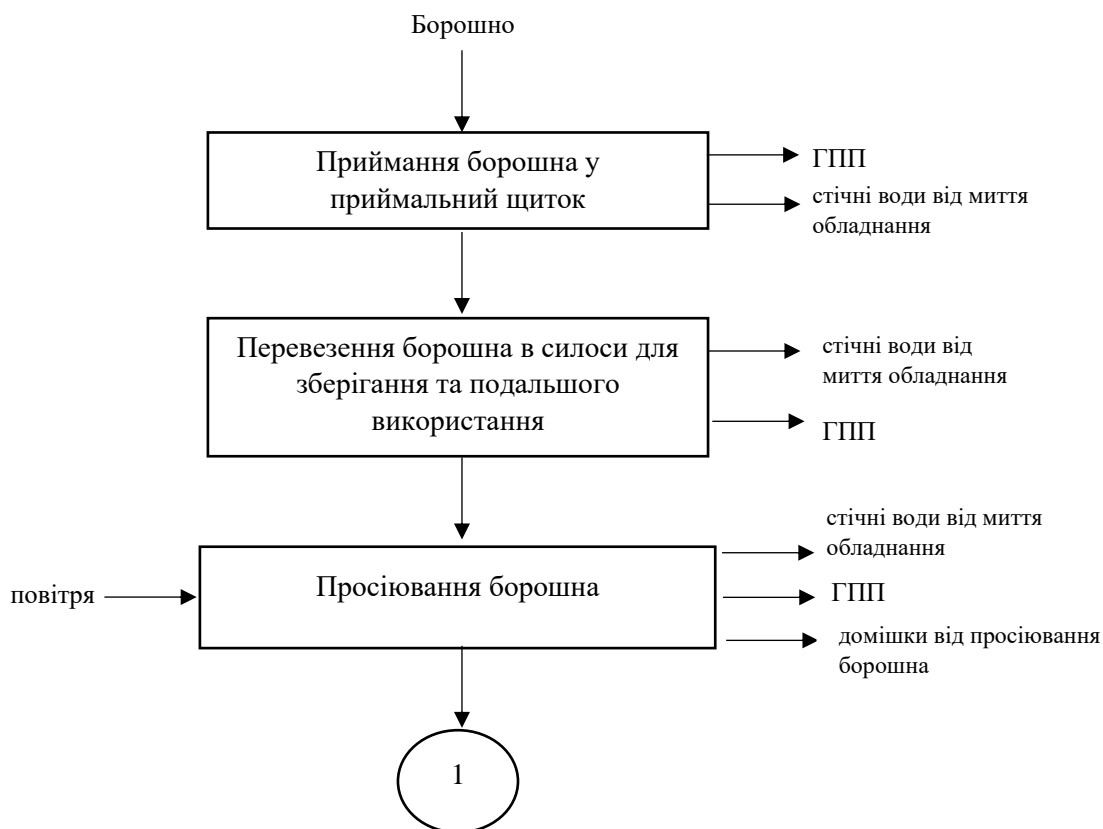 Борошно
Приймання борошна у
приймальний щиток
ГПП
стічні води від миття
обладнання
Перевезення борошна в силоси для
зберігання та подальшого
використання
стічні води від
миття обладнання
ГПП
повітря
Просіювання борошна
стічні води від миття
обладнання
ГПП
домішки від просіювання
борошна
1